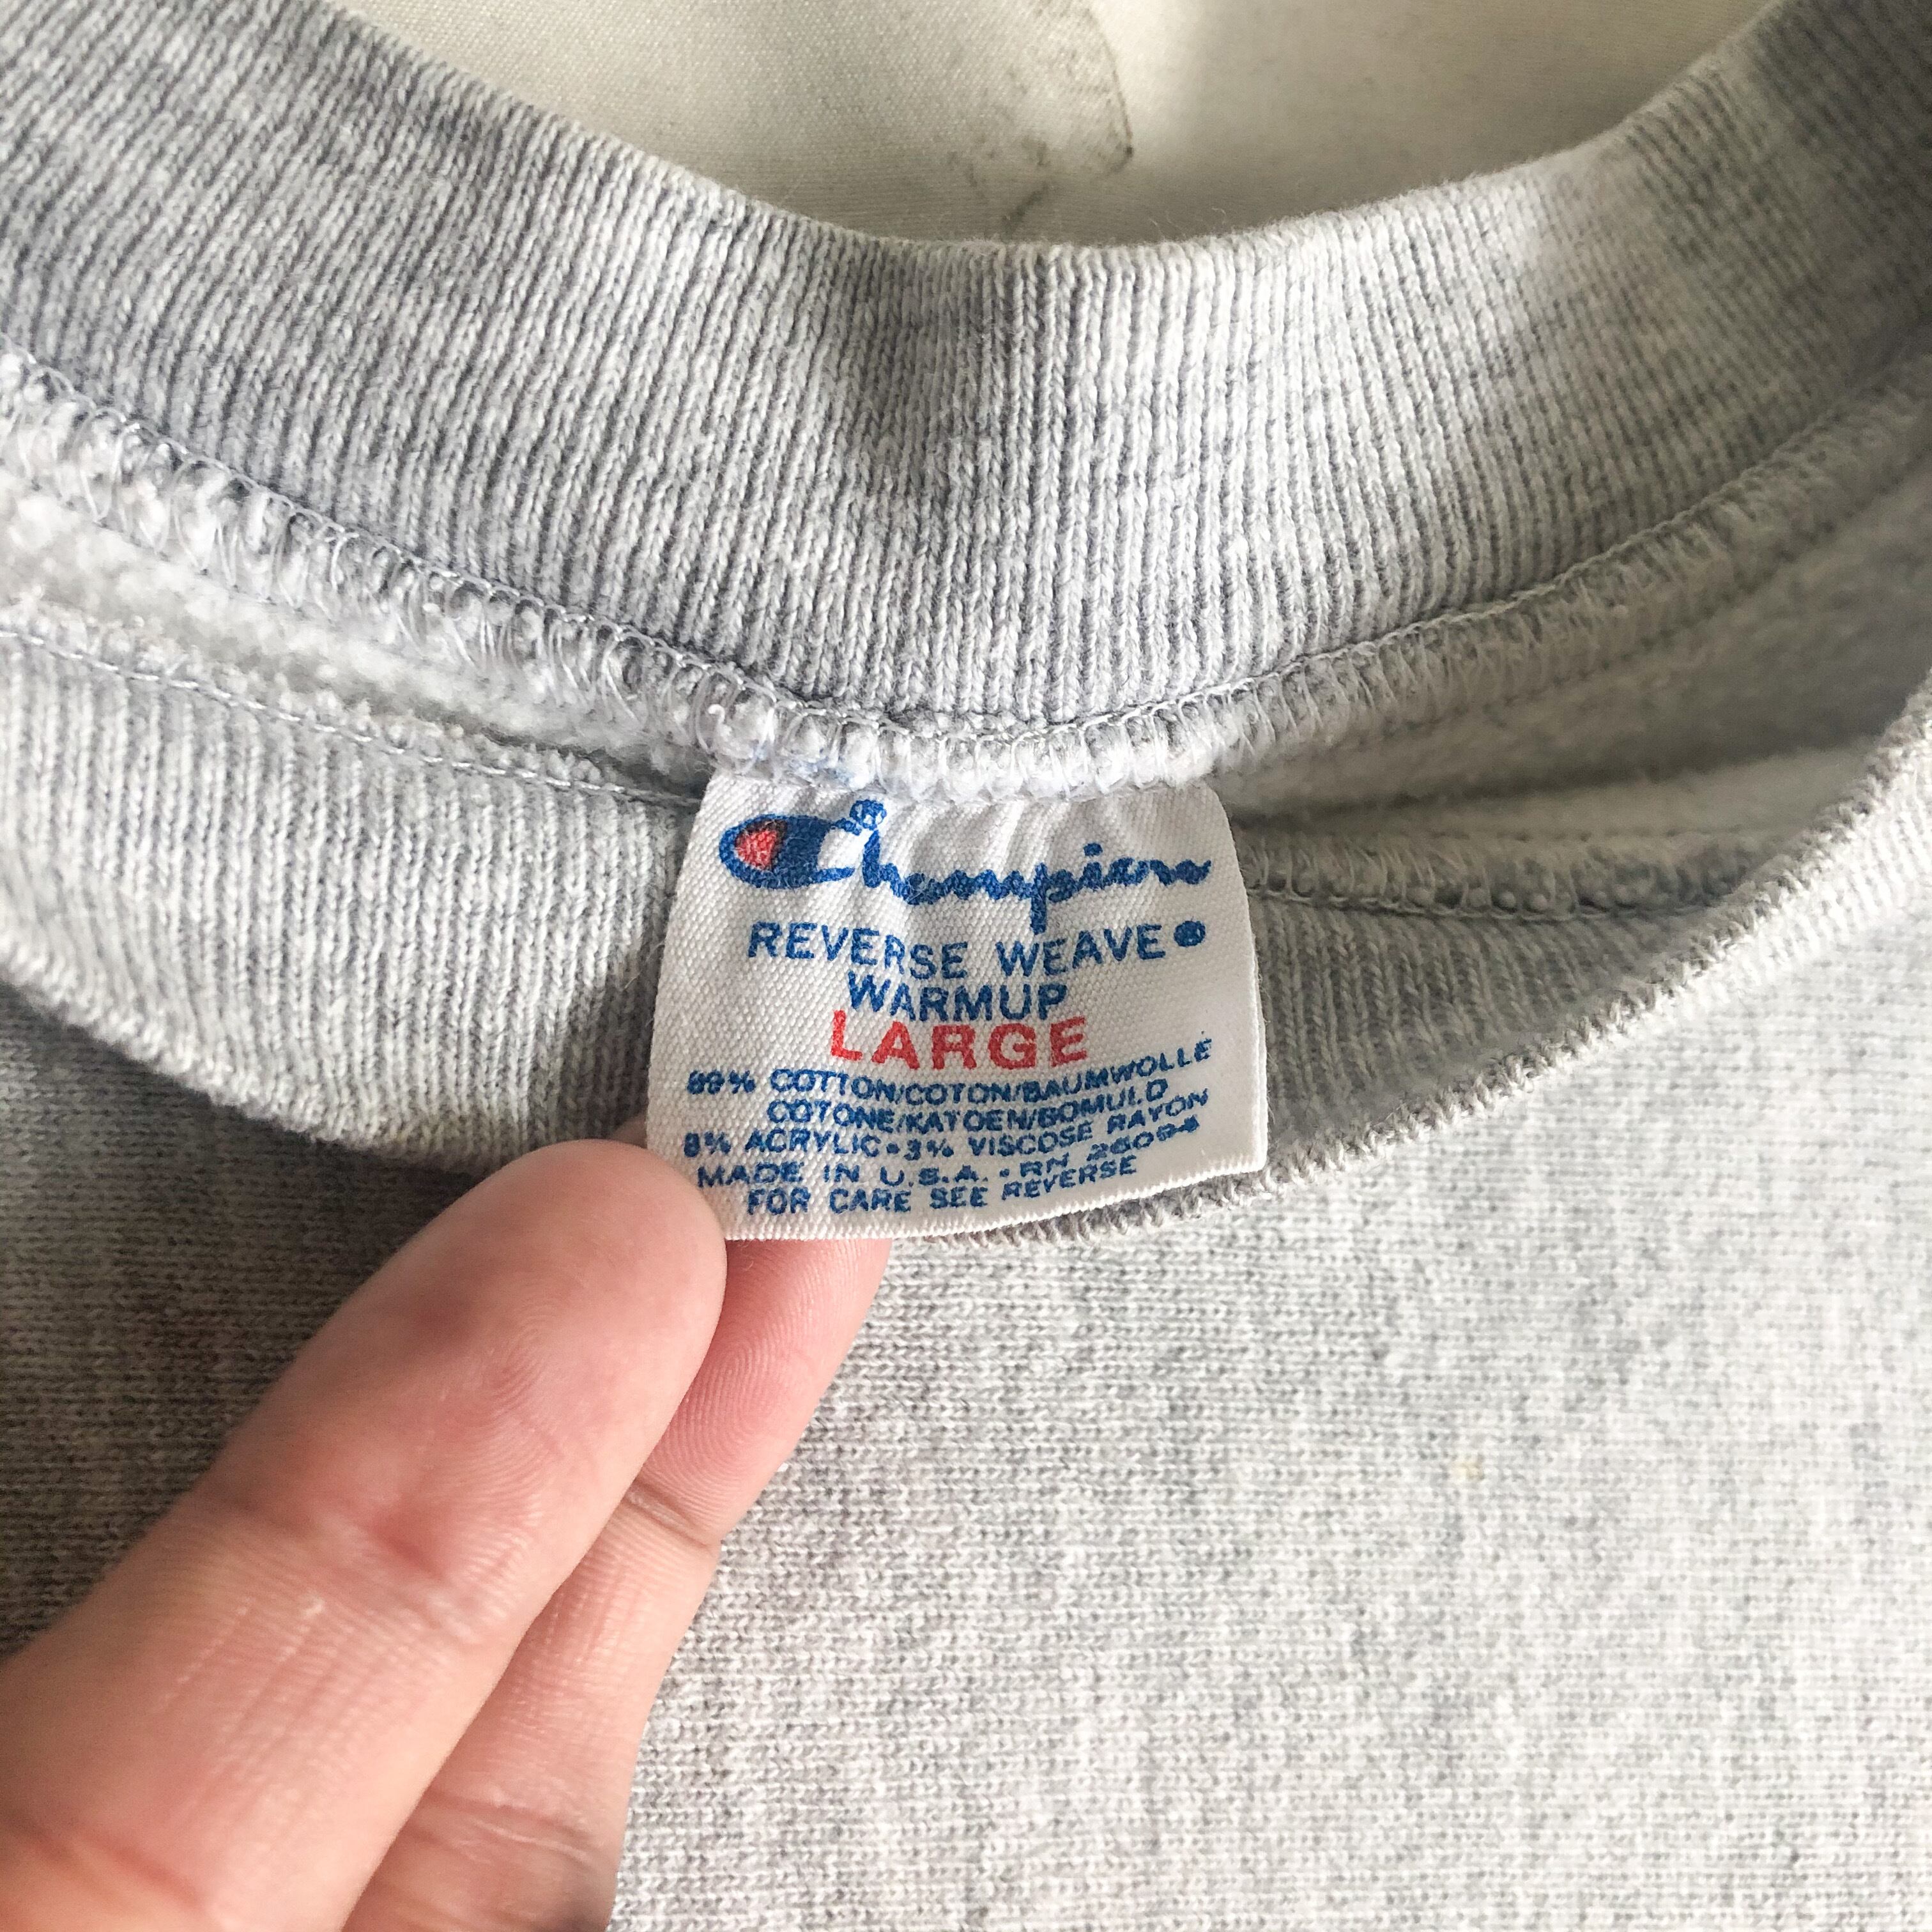 Champion®
REVERSE WEAVE®
WARMUP
LARGE
89% COTTON/COTON/BAUMWOLLE
COTONE/KATOEN/BOMULD
8% ACRYLIC•3% VISCOSE RAYON
MADE IN U.S.A. • RN 26094
FOR CARE SEE REVERSE